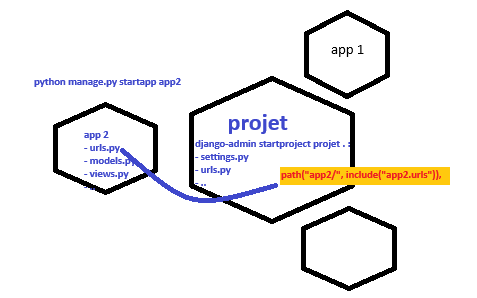 app 1
python manage.py startapp app2
projet
django-admin startproject projet . :
- settings.py
- urls.py
- ..
path("app2/", include("app2.urls")),
app 2
- urls.py
- models.py
- views.py
- ..